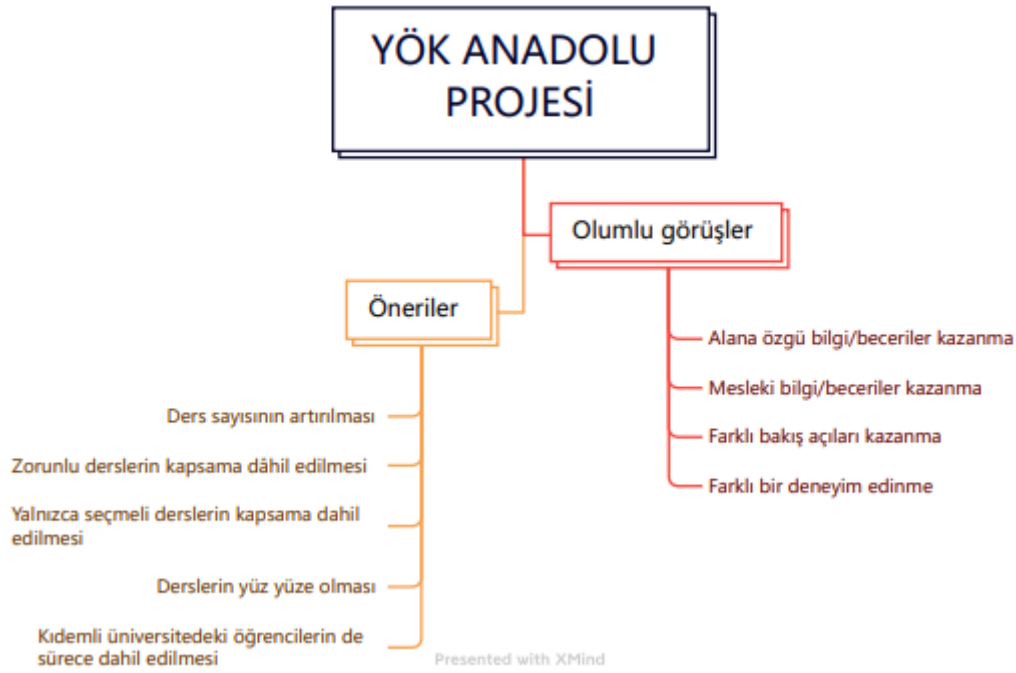 YÖK ANADOLU
PROJESİ
Olumlu görüşler
Alana özgü bilgi/beceriler kazanma
Mesleki bilgi/beceriler kazanma
Farklı bakış açıları kazanma
Farklı bir deneyim edinme
Öneriler
Ders sayısının artırılması
Zorunlu derslerin kapsama dâhil edilmesi
Yalnızca seçmeli derslerin kapsama dahil
edilmesi
Derslerin yüz yüze olması
Kıdemli üniversitedeki öğrencilerin de
sürece dahil edilmesi
Presented with XMind